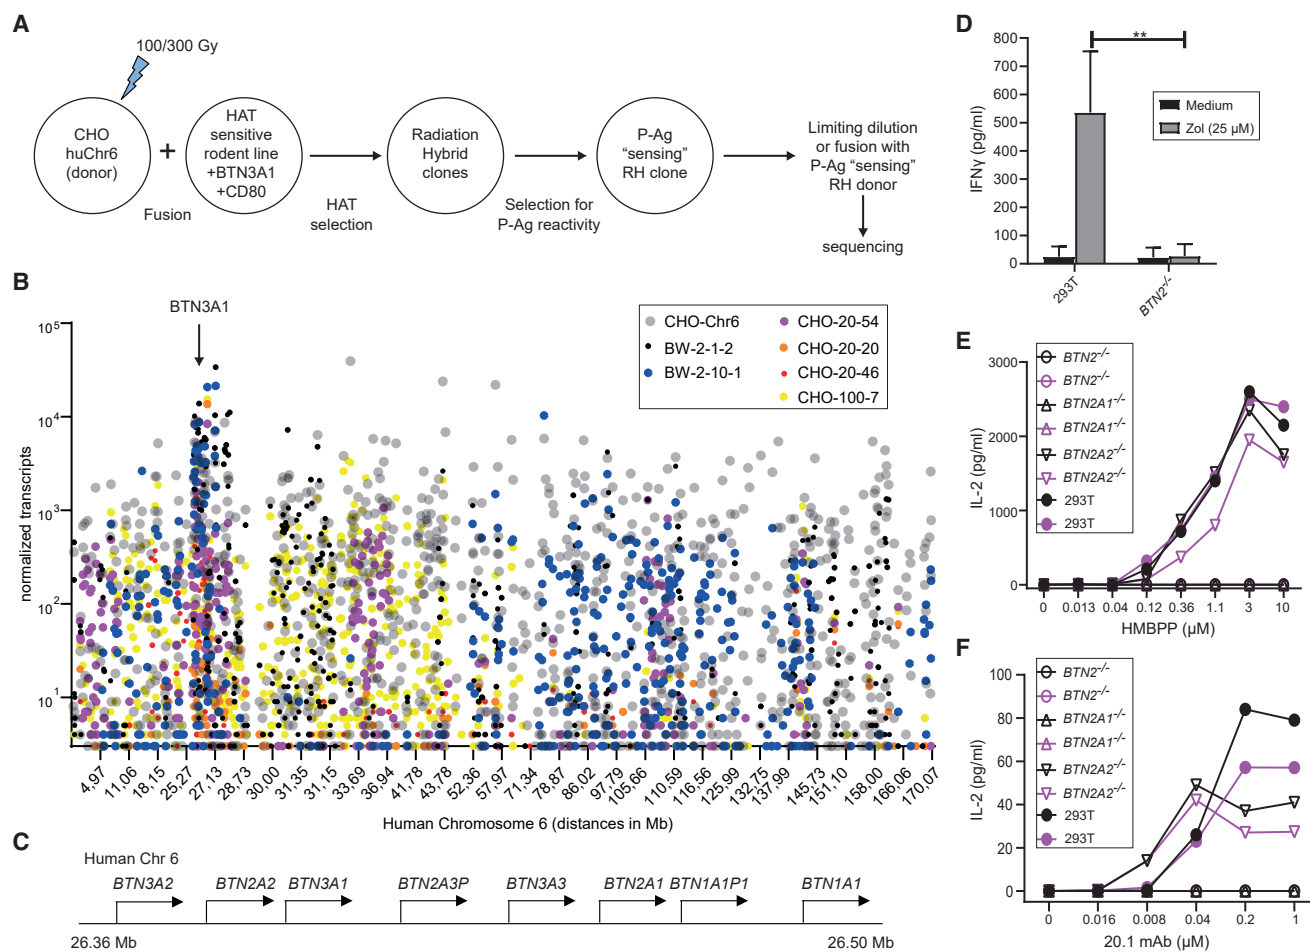 A
100/300 Gy
CHO
huChr6
(donor)
+
HAT
sensitive
rodent line
+BTN3A1
+CD80
Fusion
HAT
selection
Radiation
Hybrid
clones
Selection for
P-Ag reactivity
P-Ag
“sensing”
RH clone
Limiting dilution
or fusion with
P-Ag “sensing”
RH donor
sequencing
B
BTN3A1
CHO-Chr6
BW-2-1-2
BW-2-10-1
CHO-20-54
CHO-20-20
CHO-20-46
CHO-100-7
normalized transcripts
10⁵
10⁴
10³
10²
10¹
4,97 11,06 18,15 25,27 27,13 28,73 30,00 31,35 31,15 33,69 36,94 41,78 43,78 52,36 57,97 71,34 78,87 86,02 97,79 105,66 110,59 116,56 125,99 132,75 137,99 145,73 151,10 158,00 166,06 170,07
Human Chromosome 6 (distances in Mb)
C
Human Chr 6
BTN3A2 BTN2A2 BTN3A1 BTN2A3P BTN3A3 BTN2A1 BTN1A1P1 BTN1A1
26.36 Mb 26.50 Mb
D
IFNγ (pg/ml)
800
700
600
500
400
300
200
100
0
**
Medium
Zol (25 µM)
293T BTN2⁻/⁻
E
IL-2 (pg/ml)
3000
2000
1000
0
BTN2⁻/⁻
BTN2⁻/⁻
BTN2A1⁻/⁻
BTN2A1⁻/⁻
BTN2A2⁻/⁻
BTN2A2⁻/⁻
293T
293T
0 0.013 0.04 0.12 0.36 1.1 3 10
HMBPP (µM)
F
IL-2 (pg/ml)
100
80
60
40
20
0
BTN2⁻/⁻
BTN2⁻/⁻
BTN2A1⁻/⁻
BTN2A1⁻/⁻
BTN2A2⁻/⁻
BTN2A2⁻/⁻
293T
293T
0 0.016 0.008 0.04 0.2 1
20.1 mAb (µM)